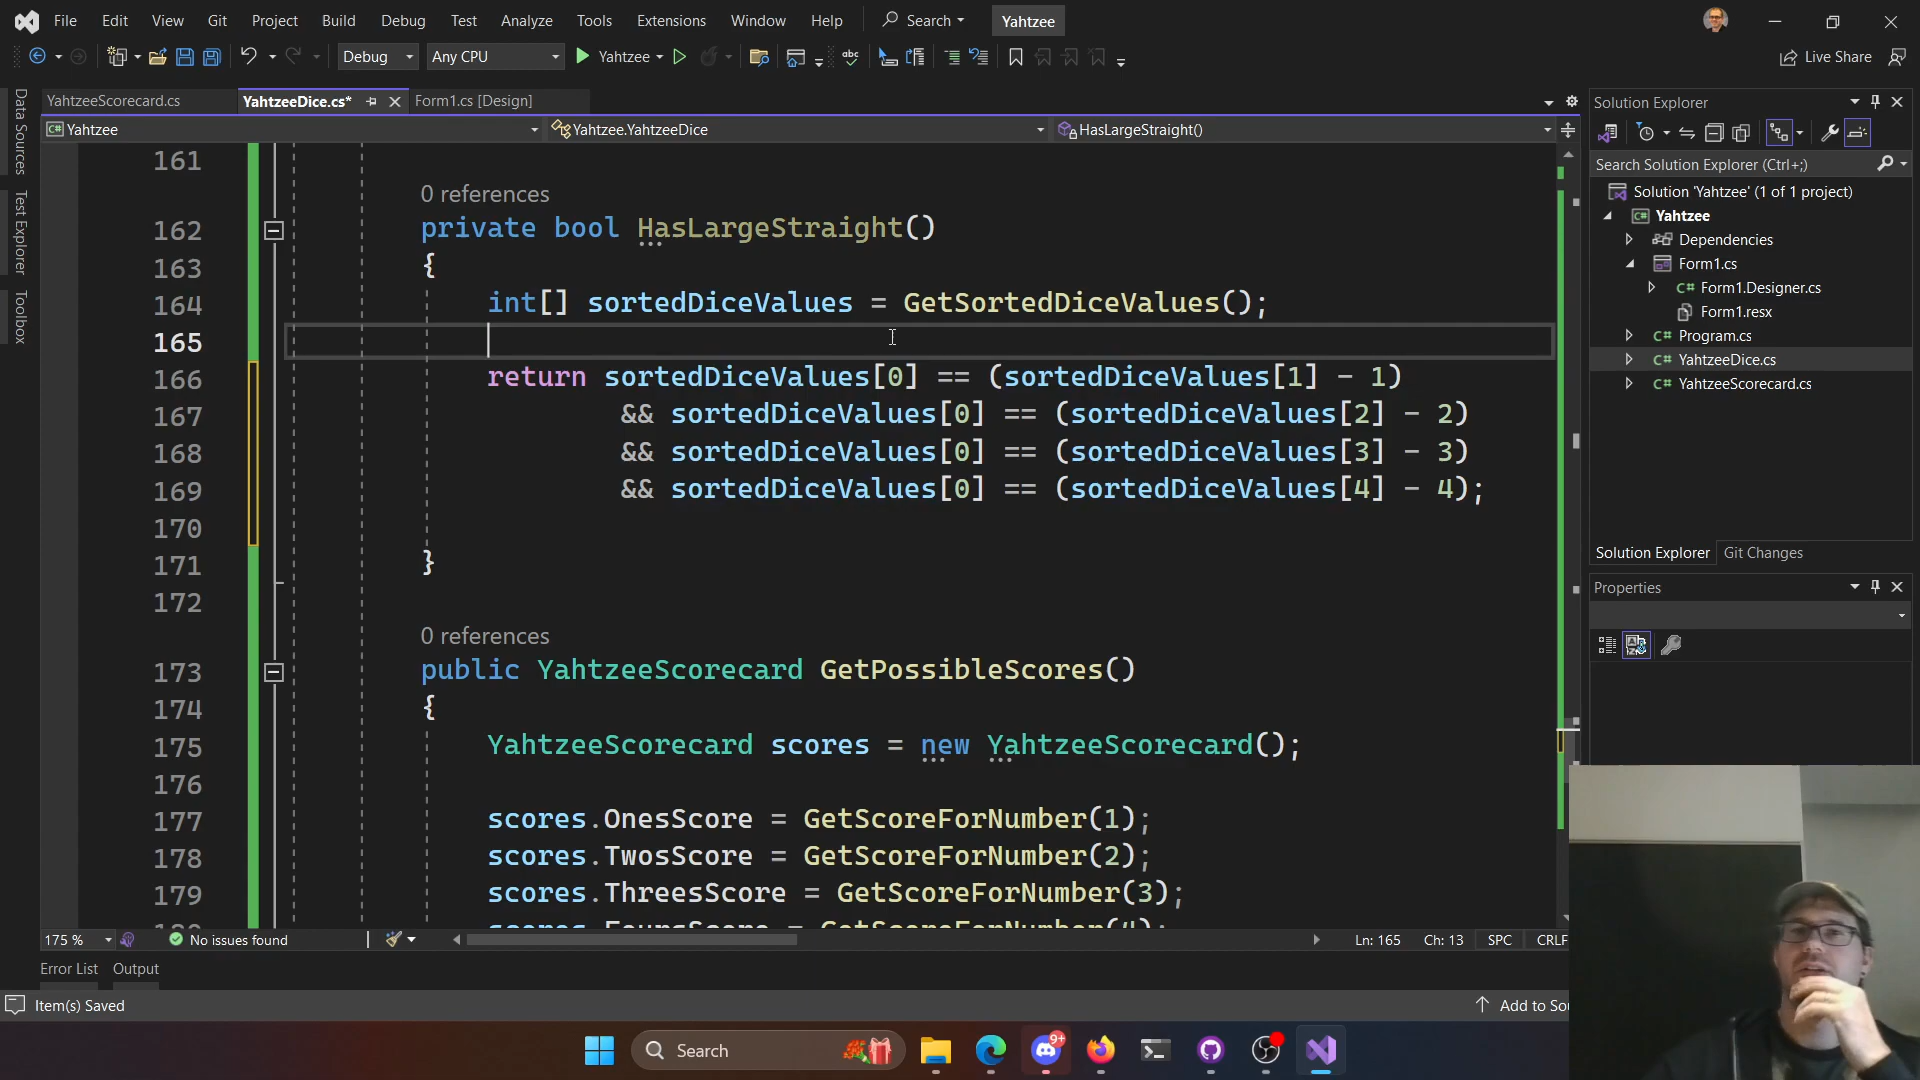 File Edit View Git Project Build Debug Test Analyze Tools Extensions Window Help Search Yahtzee
Debug Any CPU Yahtzee Live Share
YahtzeeScorecard.cs YahtzeeDice.cs* Form1.cs [Design]
Yahtzee Yahtzee.YahtzeeDice HasLargeStraight()
Data Sources
Test Explorer
Toolbox
161
0 references
162 private bool HasLargeStraight()
163 {
164 int[] sortedDiceValues = GetSortedDiceValues();
165
166 return sortedDiceValues[0] == (sortedDiceValues[1] - 1)
167 && sortedDiceValues[0] == (sortedDiceValues[2] - 2)
168 && sortedDiceValues[0] == (sortedDiceValues[3] - 3)
169 && sortedDiceValues[0] == (sortedDiceValues[4] - 4);
170
171 }
172
0 references
173 public YahtzeeScorecard GetPossibleScores()
174 {
175 YahtzeeScorecard scores = new YahtzeeScorecard();
176
177 scores.OnesScore = GetScoreForNumber(1);
178 scores.TwosScore = GetScoreForNumber(2);
179 scores.ThreesScore = GetScoreForNumber(3);
175 % No issues found Ln: 165 Ch: 13 SPC CRLF
Error List Output
Item(s) Saved Add to Sou
Solution Explorer
Search Solution Explorer (Ctrl+;)
Solution 'Yahtzee' (1 of 1 project)
C# Yahtzee
Dependencies
Form1.cs
C# Form1.Designer.cs
Form1.resx
C# Program.cs
C# YahtzeeDice.cs
C# YahtzeeScorecard.cs
Solution Explorer Git Changes
Properties
Search 9+